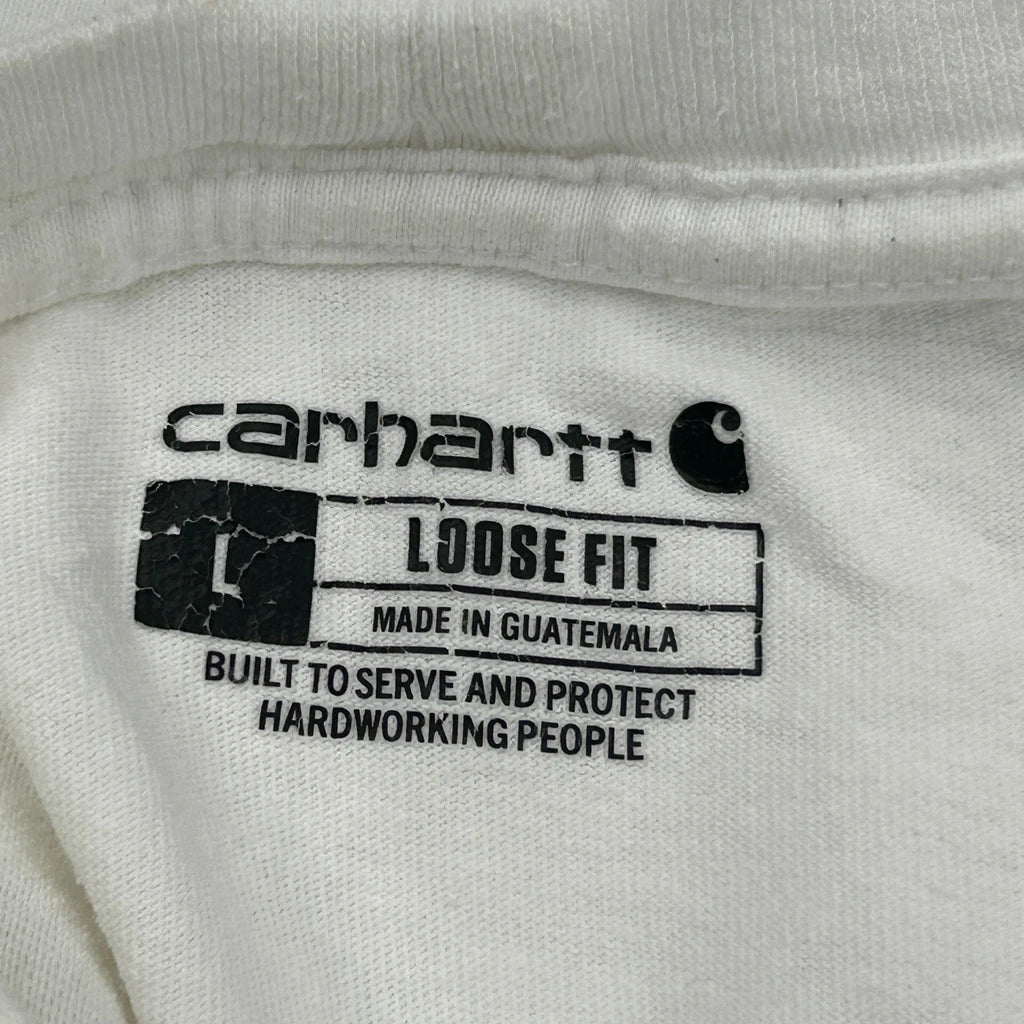 carhartt
L
LOOSE FIT
MADE IN GUATEMALA
BUILT TO SERVE AND PROTECT
HARDWORKING PEOPLE